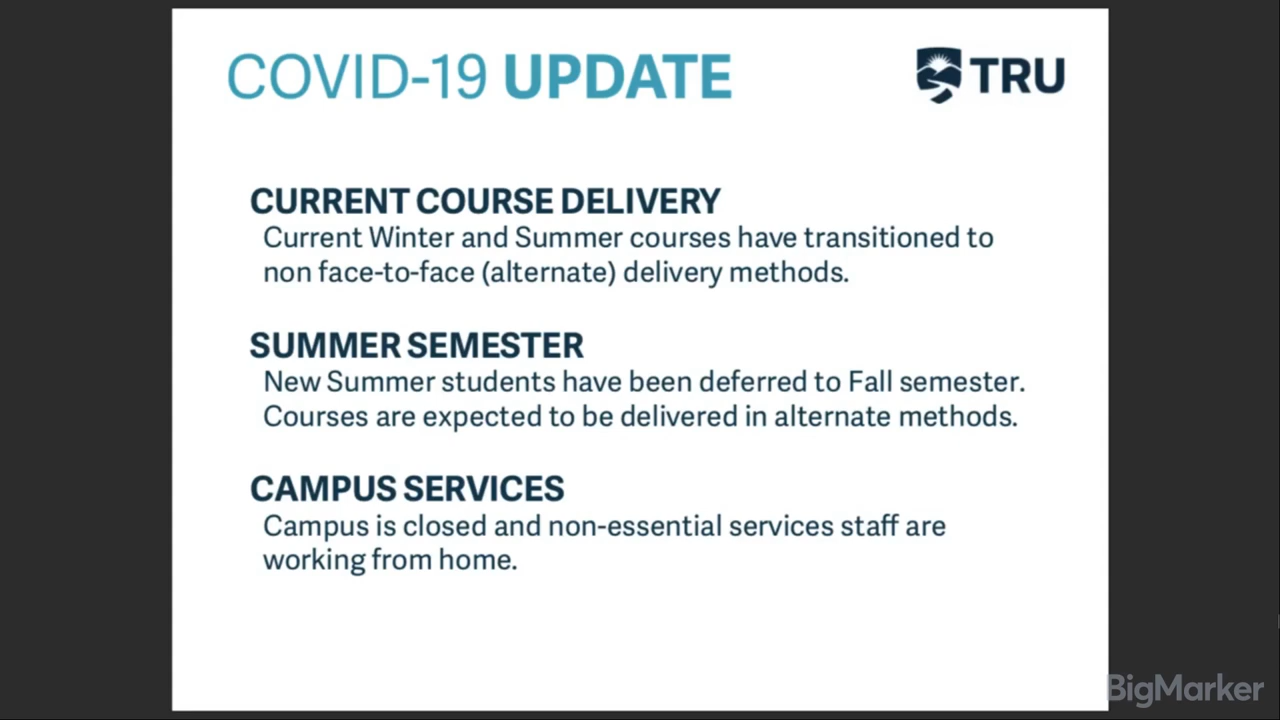 COVID-19 UPDATE
TRU
CURRENT COURSE DELIVERY
Current Winter and Summer courses have transitioned to
non face-to-face (alternate) delivery methods.
SUMMER SEMESTER
New Summer students have been deferred to Fall semester.
Courses are expected to be delivered in alternate methods.
CAMPUS SERVICES
Campus is closed and non-essential services staff are
working from home.
BigMarker